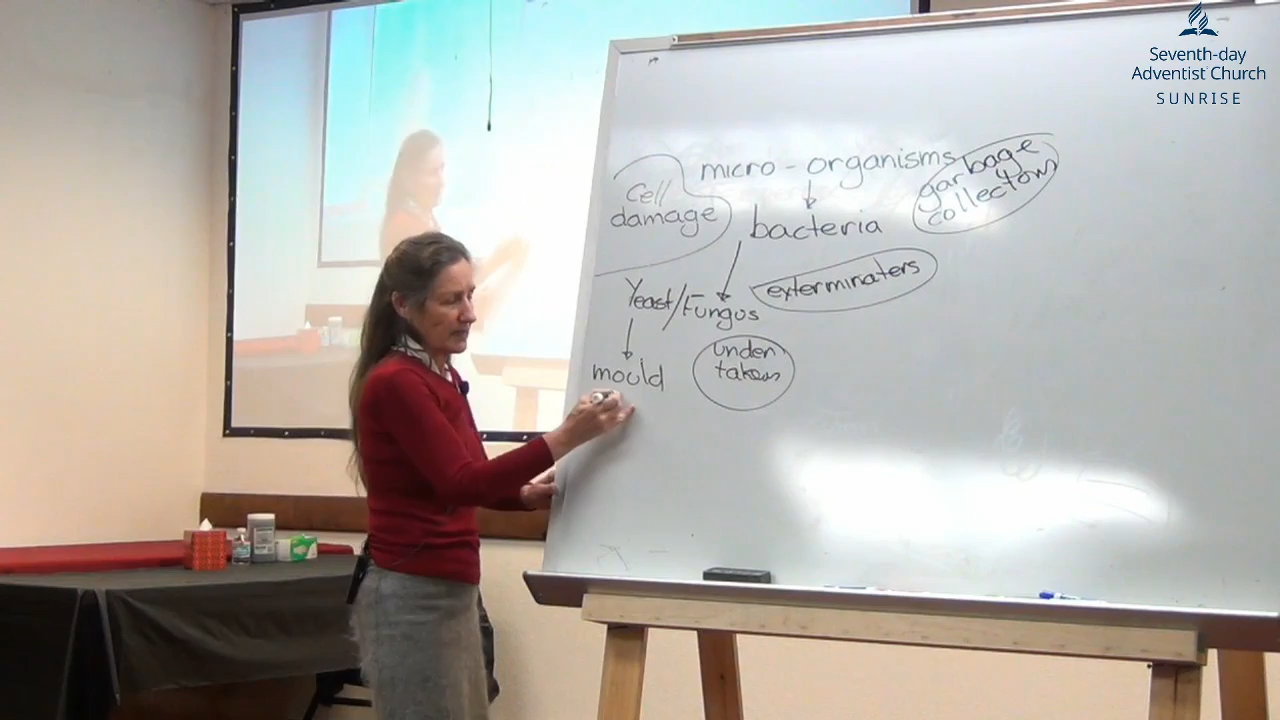 Seventh-day
Adventist Church
SUNRISE
micro-organisms
garbage
collectors
Cell
damage
bacteria
exterminaters
Yeast/Fungus
under
takers
mould